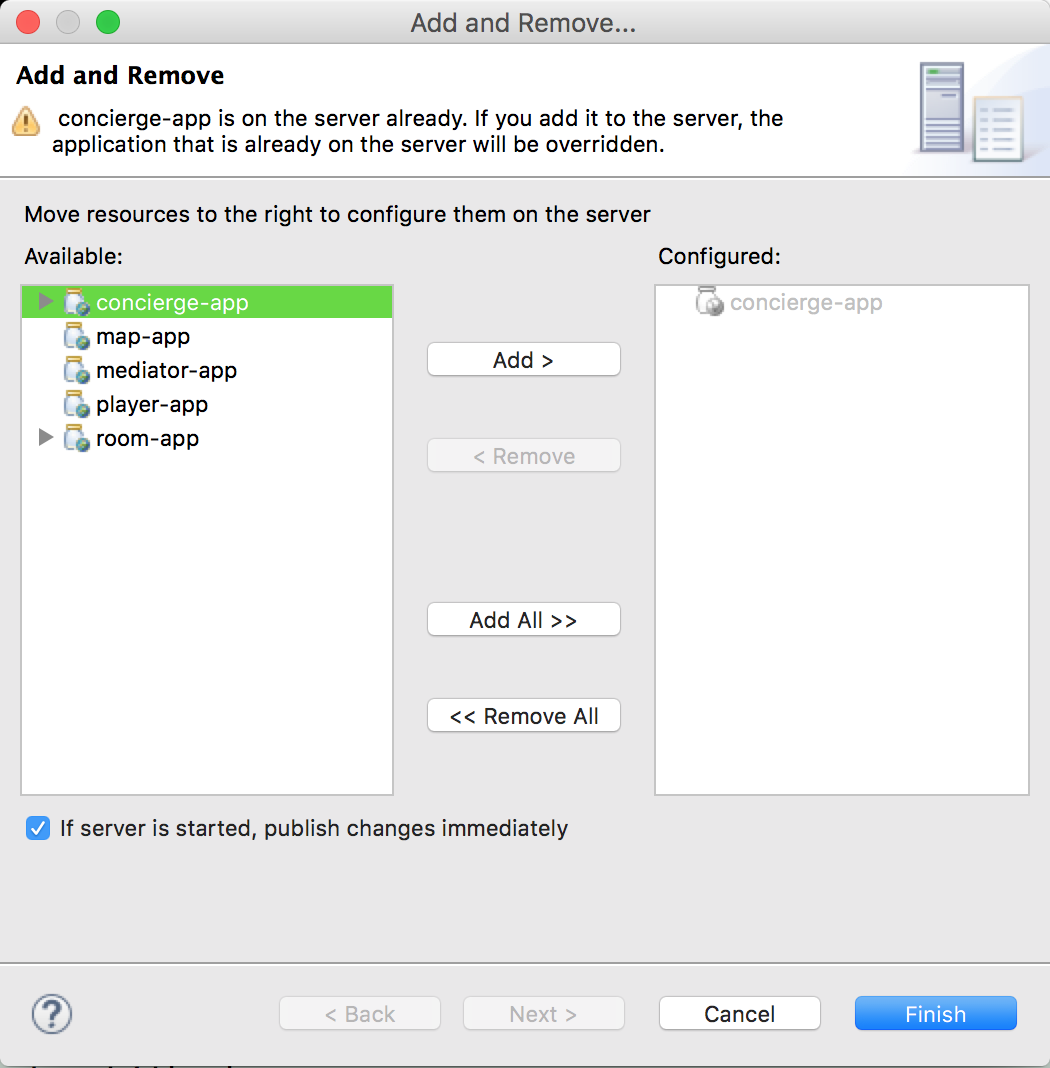 Add and Remove...
Add and Remove
concierge-app is on the server already. If you add it to the server, the
application that is already on the server will be overridden.
Move resources to the right to configure them on the server
Available:
Configured:
concierge-app
map-app
mediator-app
player-app
room-app
Add >
< Remove
Add All >>
<< Remove All
concierge-app
If server is started, publish changes immediately
?
< Back
Next >
Cancel
Finish